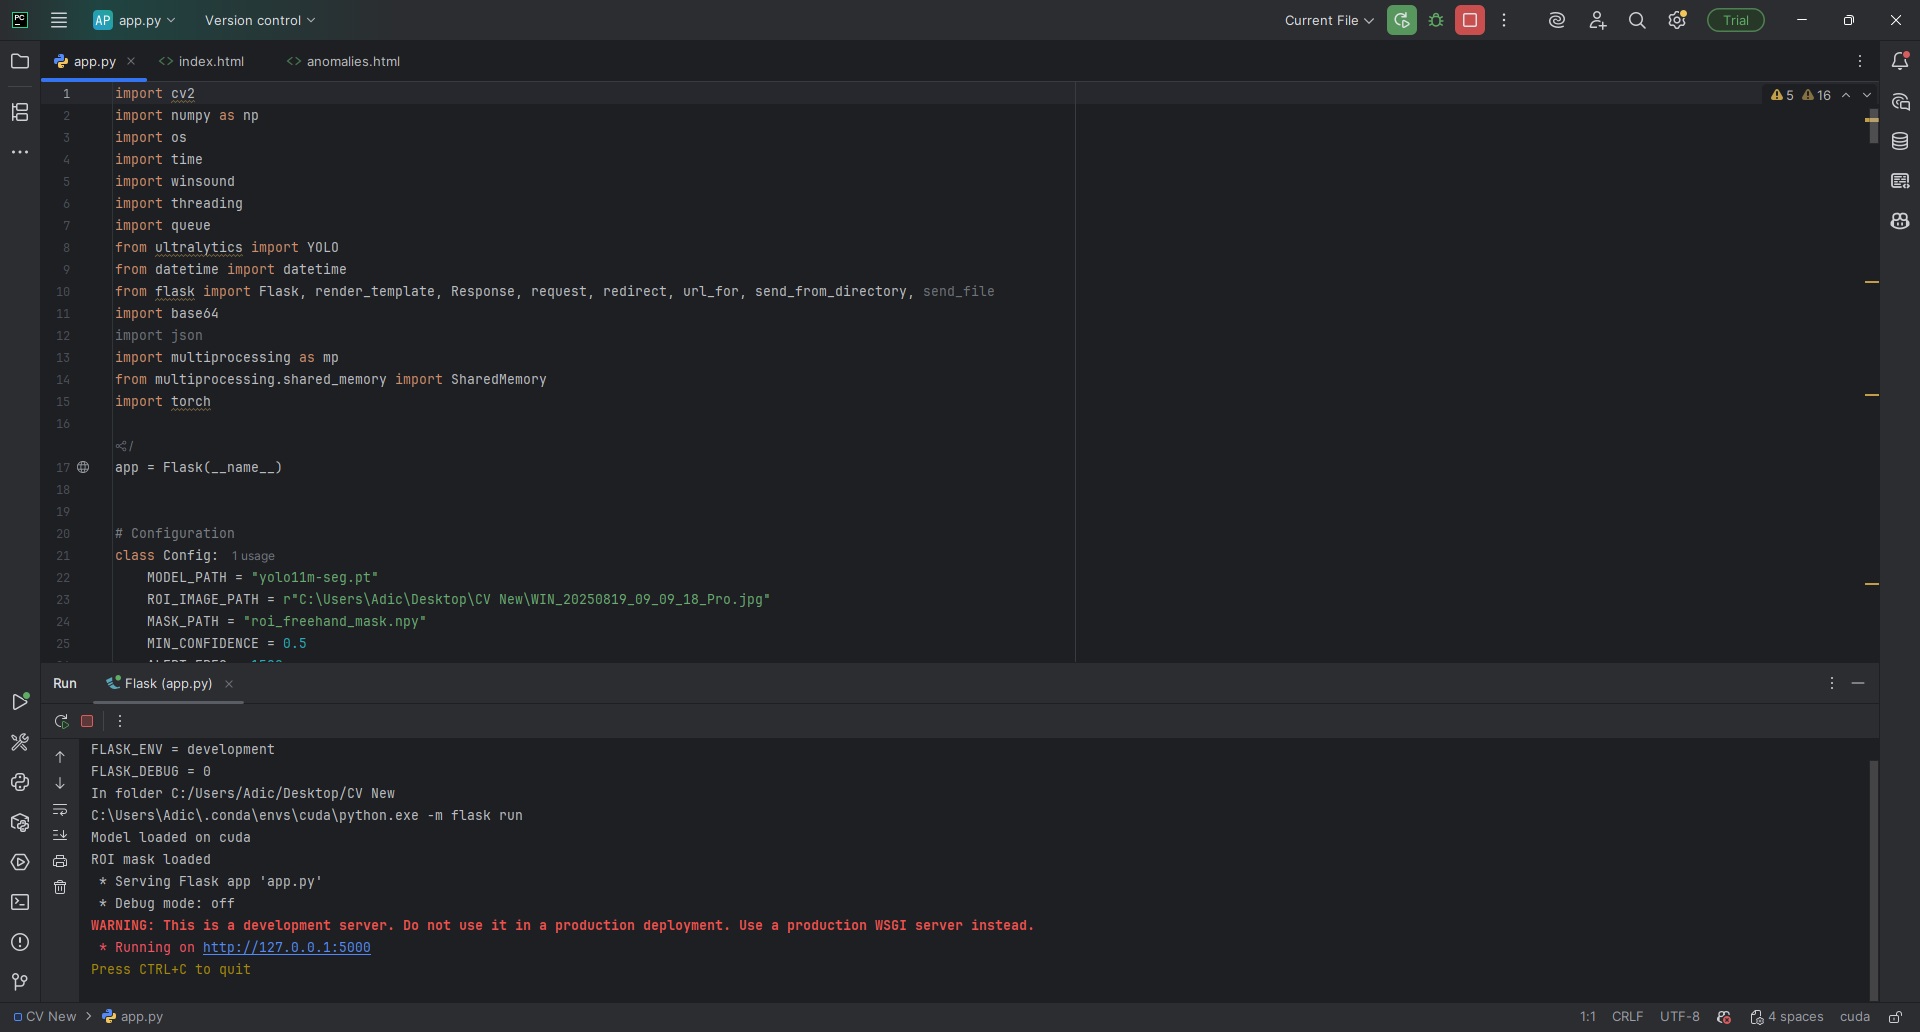 PC
AP app.py Version control Current File Trial
app.py index.html anomalies.html
5 16
1 import cv2
2 import numpy as np
3 import os
4 import time
5 import winsound
6 import threading
7 import queue
8 from ultralytics import YOLO
9 from datetime import datetime
10 from flask import Flask, render_template, Response, request, redirect, url_for, send_from_directory, send_file
11 import base64
12 import json
13 import multiprocessing as mp
14 from multiprocessing.shared_memory import SharedMemory
15 import torch
16
/
17 app = Flask(__name__)
18
19
20 # Configuration
21 class Config: 1 usage
22 MODEL_PATH = "yolo11m-seg.pt"
23 ROI_IMAGE_PATH = r"C:\Users\Adic\Desktop\CV New\WIN_20250819_09_09_18_Pro.jpg"
24 MASK_PATH = "roi_freehand_mask.npy"
25 MIN_CONFIDENCE = 0.5
Run Flask (app.py)
FLASK_ENV = development
FLASK_DEBUG = 0
In folder C:/Users/Adic/Desktop/CV New
C:\Users\Adic\.conda\envs\cuda\python.exe -m flask run
Model loaded on cuda
ROI mask loaded
* Serving Flask app 'app.py'
* Debug mode: off
WARNING: This is a development server. Do not use it in a production deployment. Use a production WSGI server instead.
* Running on http://127.0.0.1:5000
Press CTRL+C to quit
CV New > app.py 1:1 CRLF UTF-8 4 spaces cuda